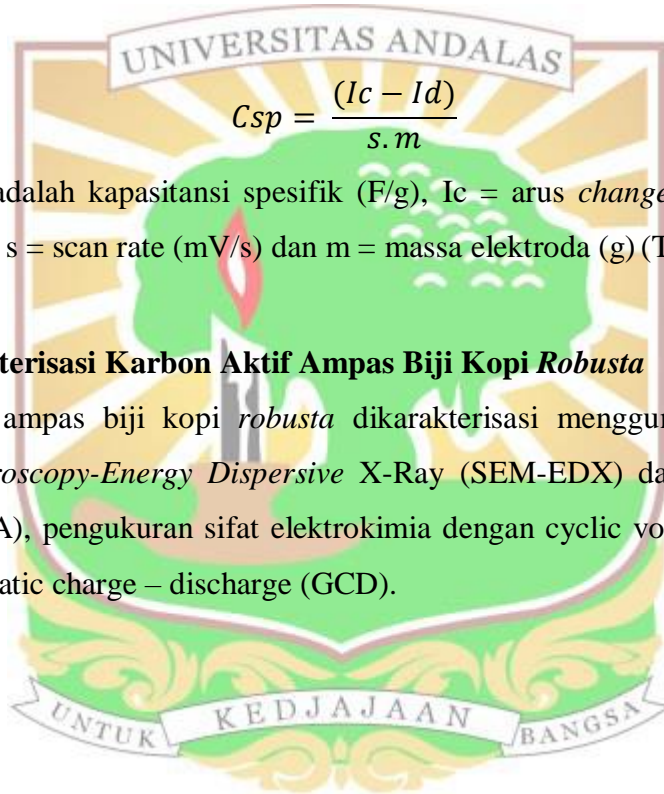 UNIVERSITAS ANDALAS
Csp = (Ic − Id) / s.m
adalah kapasitansi spesifik (F/g), Ic = arus change
s = scan rate (mV/s) dan m = massa elektroda (g) (T
terisasi Karbon Aktif Ampas Biji Kopi Robusta
ampas biji kopi robusta dikarakterisasi menggur
roscopy-Energy Dispersive X-Ray (SEM-EDX) da
A), pengukuran sifat elektrokimia dengan cyclic vo
atic charge – discharge (GCD).
UNTUK KEDJAJAAN BANGSA